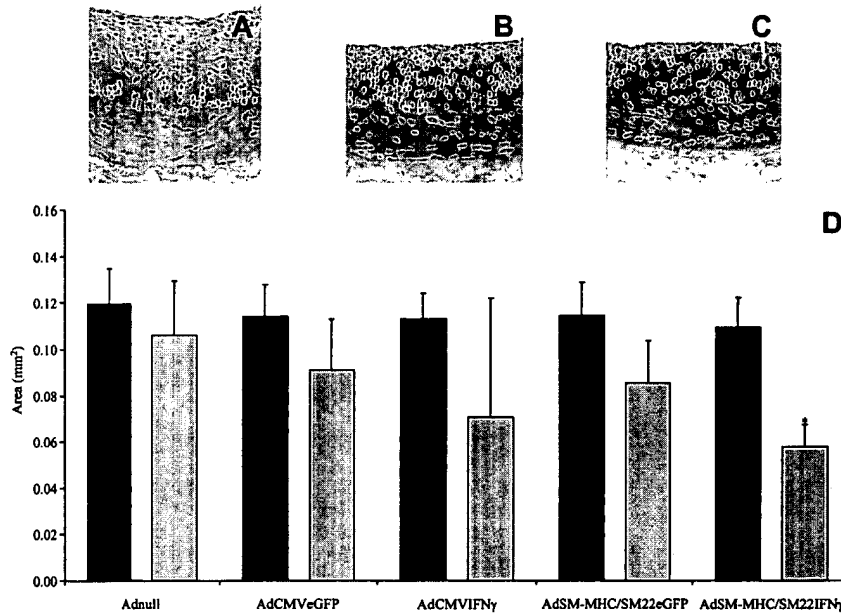 A
B
C
D
0.16
0.14
0.12
0.10
0.08
0.06
0.04
0.02
0.00
Area (mm²)
*
Adnull
AdCMVeGFP
AdCMVIFNγ
AdSM-MHC/SM22eGFP
AdSM-MHC/SM22IFNγ